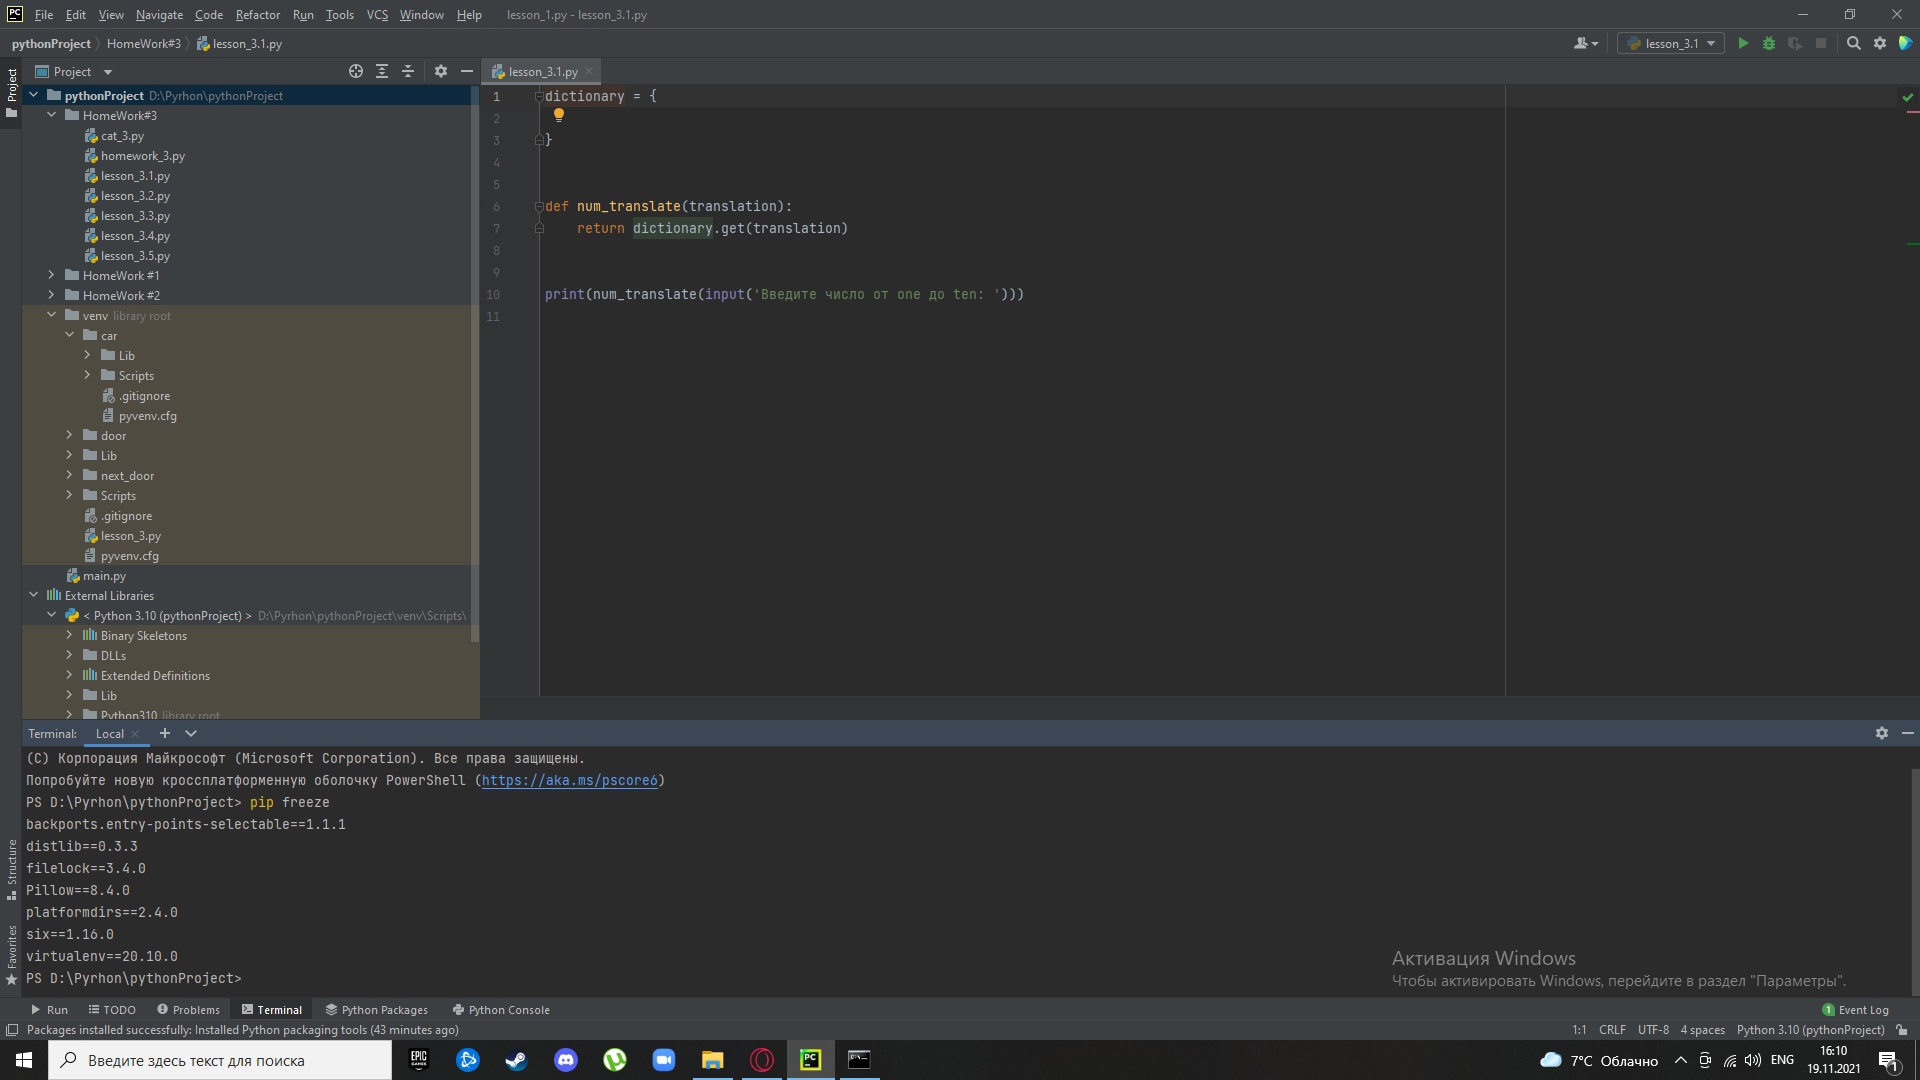 PC File Edit View Navigate Code Refactor Run Tools VCS Window Help lesson_1.py - lesson_3.1.py
pythonProject HomeWork#3 lesson_3.1.py lesson_3.1
Project
Project
lesson_3.1.py
pythonProject D:\Pyrhon\pythonProject
HomeWork#3
cat_3.py
homework_3.py
lesson_3.1.py
lesson_3.2.py
lesson_3.3.py
lesson_3.4.py
lesson_3.5.py
HomeWork #1
HomeWork #2
venv library root
car
Lib
Scripts
.gitignore
pyvenv.cfg
door
Lib
next_door
Scripts
.gitignore
lesson_3.py
pyvenv.cfg
main.py
External Libraries
< Python 3.10 (pythonProject) > D:\Pyrhon\pythonProject\venv\Scripts\
Binary Skeletons
DLLs
Extended Definitions
Lib
Python310 library root
1 dictionary = {
2
3 }
4
5
6 def num_translate(translation):
7 return dictionary.get(translation)
8
9
10 print(num_translate(input('Введите число от one до ten: ')))
11
Terminal: Local
(C) Корпорация Майкрософт (Microsoft Corporation). Все права защищены.
Попробуйте новую кроссплатформенную оболочку PowerShell (https://aka.ms/pscore6)
PS D:\Pyrhon\pythonProject> pip freeze
backports.entry-points-selectable==1.1.1
distlib==0.3.3
filelock==3.4.0
Pillow==8.4.0
platformdirs==2.4.0
six==1.16.0
virtualenv==20.10.0
PS D:\Pyrhon\pythonProject>
Structure
Favorites
Активация Windows
Чтобы активировать Windows, перейдите в раздел "Параметры".
Run TODO Problems Terminal Python Packages Python Console 1 Event Log
Packages installed successfully: Installed Python packaging tools (43 minutes ago) 1:1 CRLF UTF-8 4 spaces Python 3.10 (pythonProject)
Введите здесь текст для поиска EPIC GAMES PC 7°C Облачно ENG 16:10
19.11.2021 1